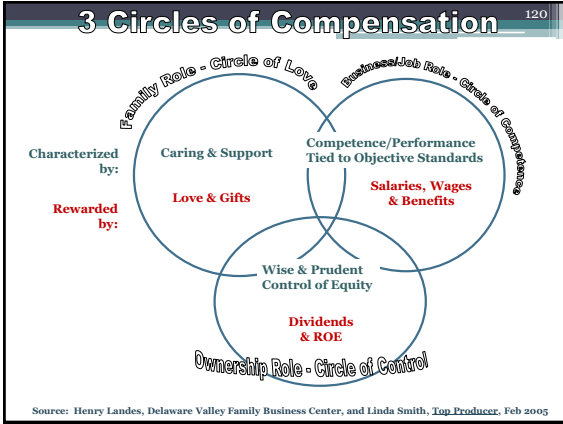 3 Circles of Compensation
120
Family Role - Circle of Love
Business/Job Role - Circle of Competence
Characterized
by:
Caring & Support
Competence/Performance
Tied to Objective Standards
Rewarded
by:
Love & Gifts
Salaries, Wages
& Benefits
Wise & Prudent
Control of Equity
Dividends
& ROE
Ownership Role - Circle of Control
Source: Henry Landes, Delaware Valley Family Business Center, and Linda Smith, Top Producer, Feb 2005